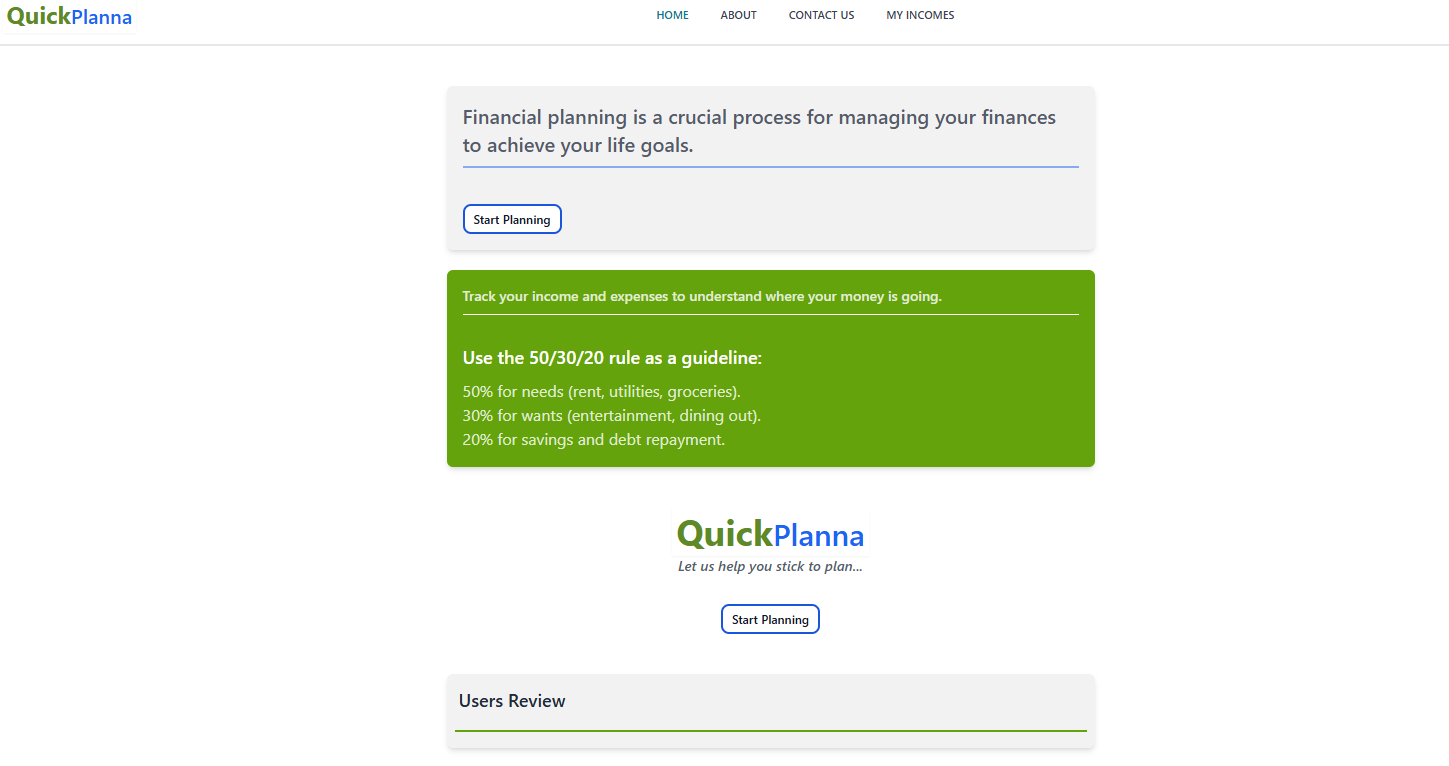 QuickPlanna
HOME
ABOUT
CONTACT US
MY INCOMES
Financial planning is a crucial process for managing your finances
to achieve your life goals.
Start Planning
Track your income and expenses to understand where your money is going.
Use the 50/30/20 rule as a guideline:
50% for needs (rent, utilities, groceries).
30% for wants (entertainment, dining out).
20% for savings and debt repayment.
QuickPlanna
Let us help you stick to plan...
Start Planning
Users Review